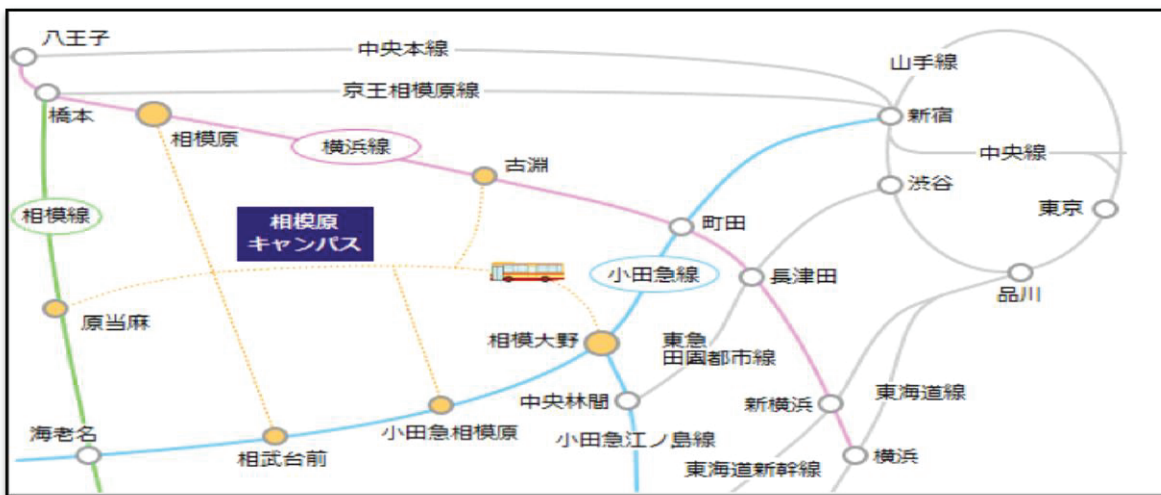 八王子
中央本線
山手線
京王相模原線
橋本
新宿
相模原
横浜線
中央線
古淵
渋谷
相模線
相模原
キャンパス
東京
町田
小田急線
長津田
品川
原当麻
相模大野
東急
田園都市線
東海道線
中央林間
新横浜
海老名
小田急相模原
小田急江ノ島線
相武台前
東海道新幹線
横浜